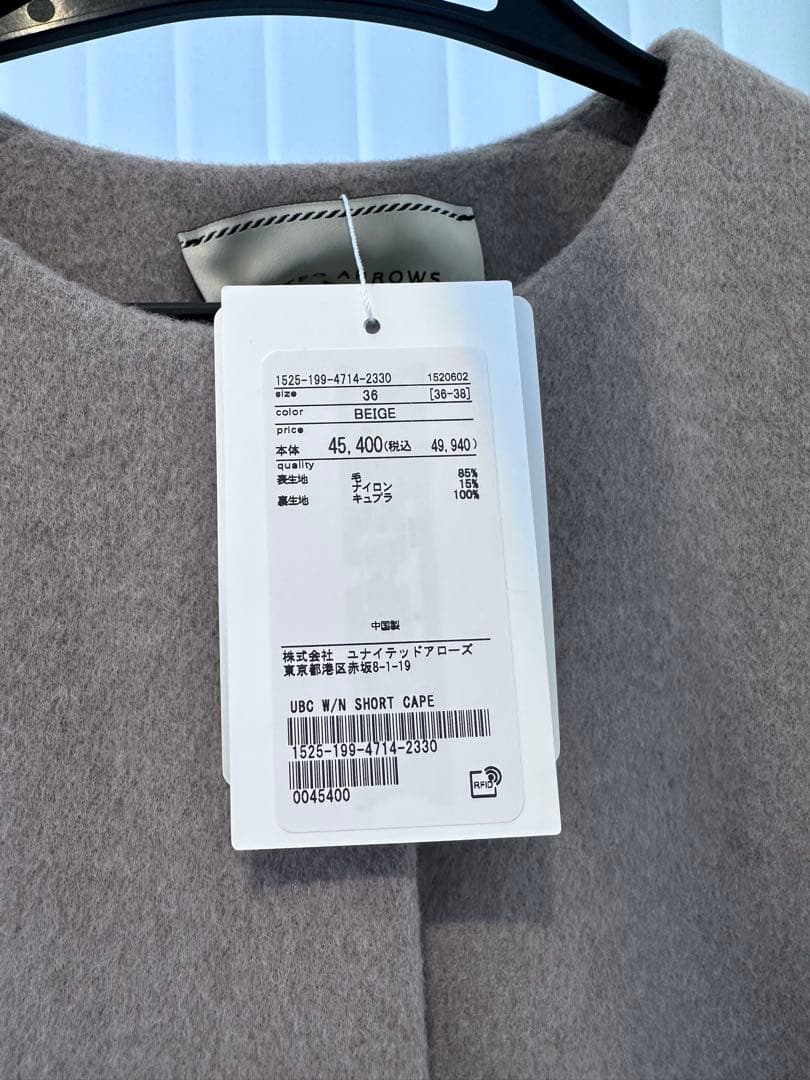 ARROWS
1525-199-4714-2330 1520602
size 36 [36-38]
color BEIGE
price
本体 45,400(税込 49,940)
quality
表生地 毛 85%
ナイロン 15%
裏生地 キュプラ 100%
中国製
株式会社 ユナイテッドアローズ
東京都港区赤坂8-1-19
UBC W/N SHORT CAPE
1525-199-4714-2330
0045400
RFID